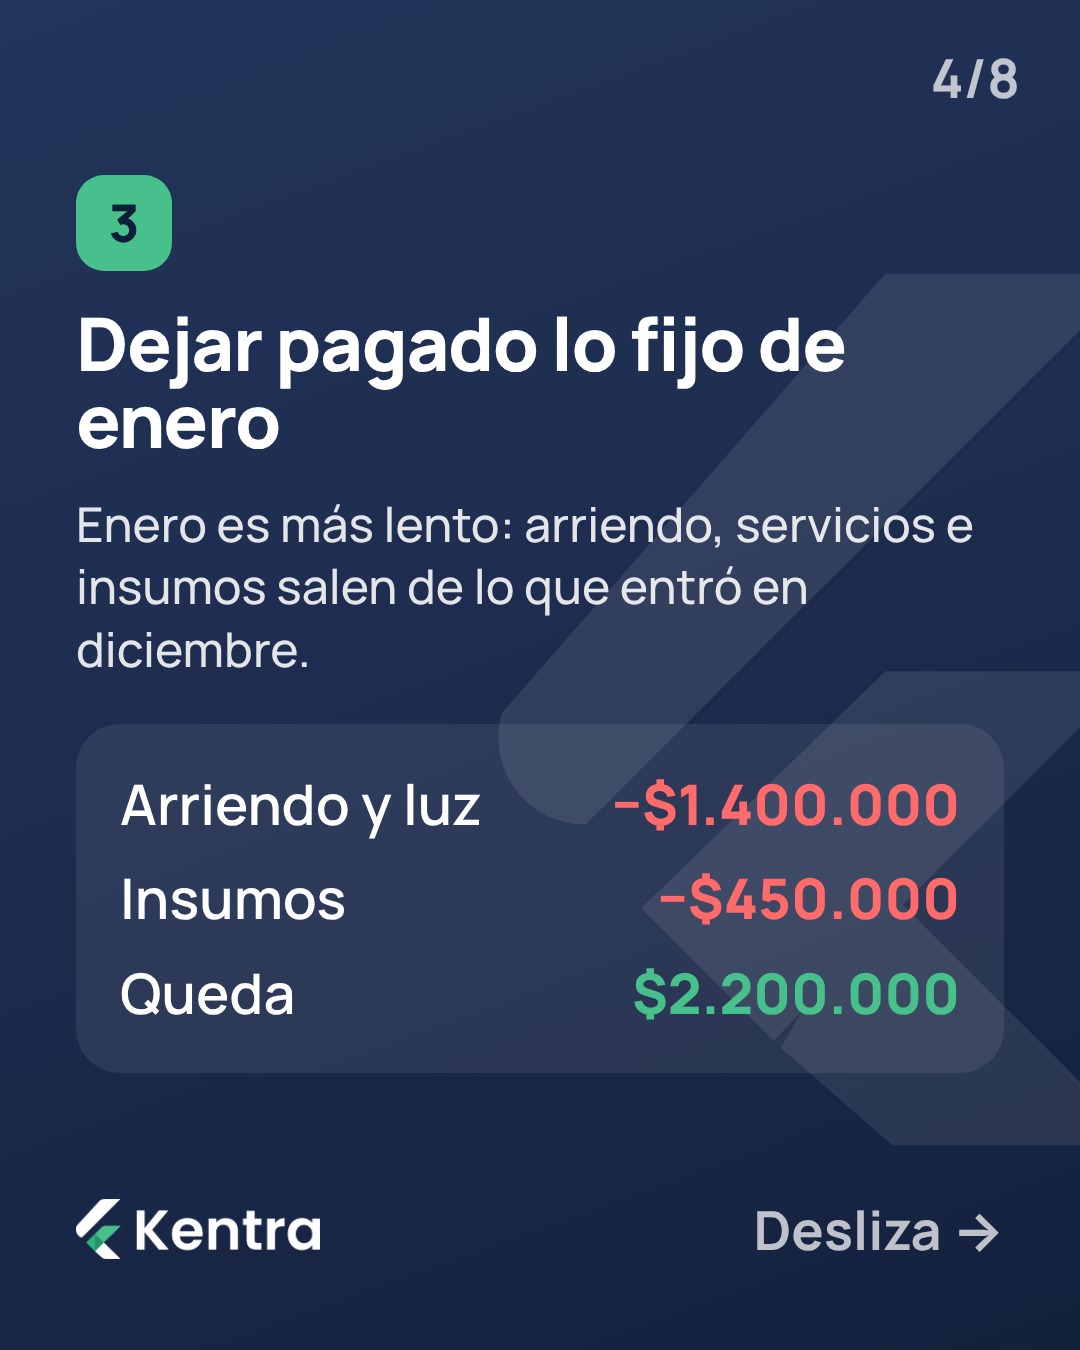 4/8
3
Dejar pagado lo fijo de
enero
Enero es más lento: arriendo, servicios e
insumos salen de lo que entró en
diciembre.
Arriendo y luz −$1.400.000
Insumos −$450.000
Queda $2.200.000
Kentra
Desliza →